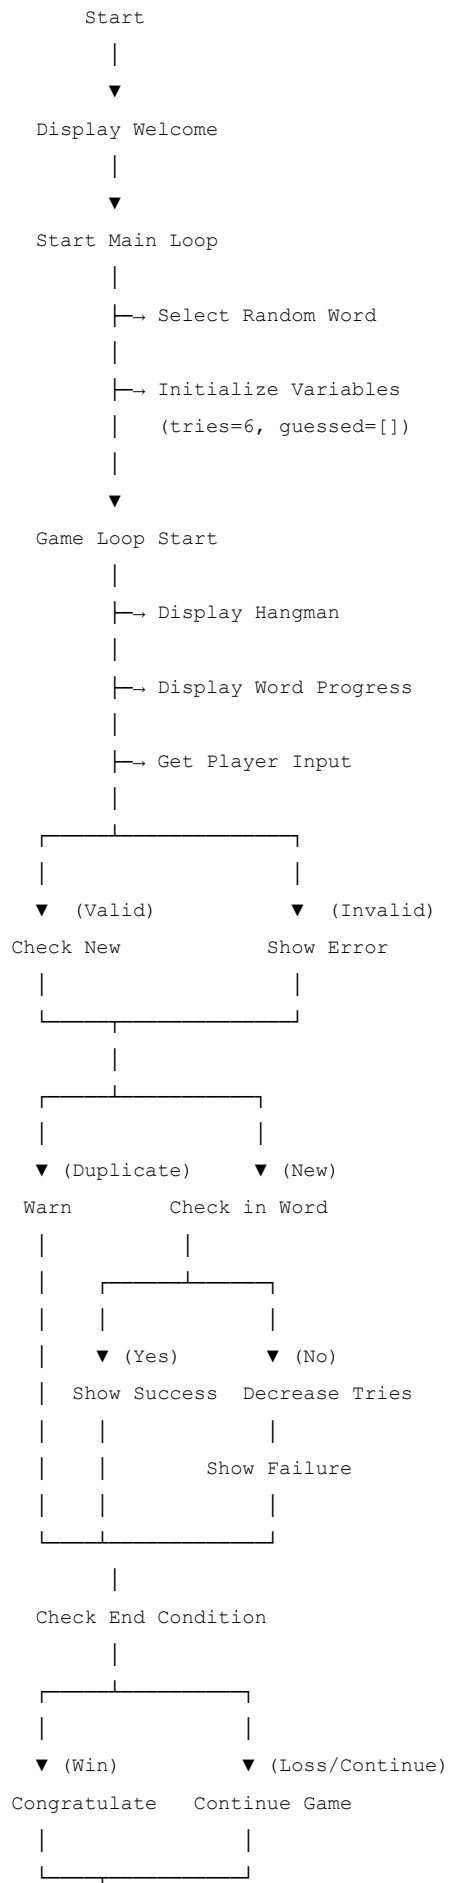 Start
Display Welcome
Start Main Loop
Select Random Word
Initialize Variables
(tries=6, guessed=[])
Game Loop Start
Display Hangman
Display Word Progress
Get Player Input
(Valid) (Invalid)
Check New Show Error
(Duplicate) (New)
Warn Check in Word
(Yes) (No)
Show Success Decrease Tries
Show Failure
Check End Condition
(Win) (Loss/Continue)
Congratulate Continue Game